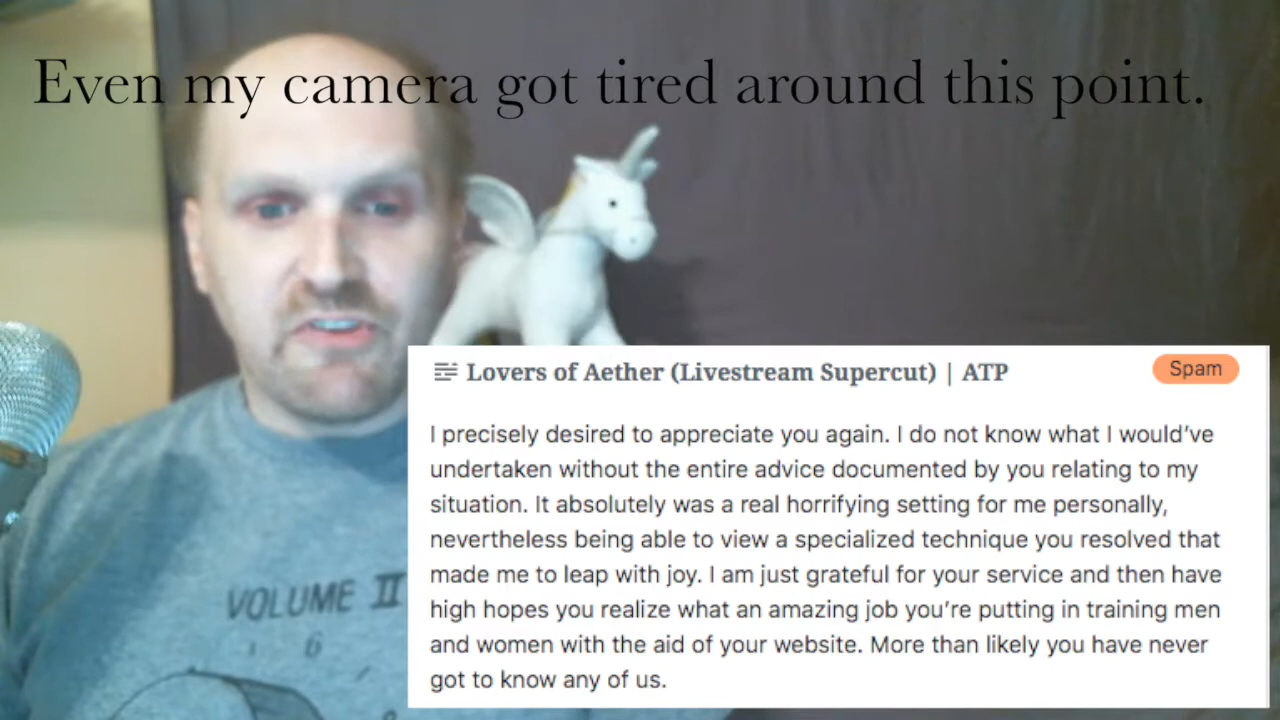 Even my camera got tired around this point.
Lovers of Aether (Livestream Supercut) | ATP
Spam
I precisely desired to appreciate you again. I do not know what I would’ve
undertaken without the entire advice documented by you relating to my
situation. It absolutely was a real horrifying setting for me personally,
nevertheless being able to view a specialized technique you resolved that
made me to leap with joy. I am just grateful for your service and then have
high hopes you realize what an amazing job you’re putting in training men
and women with the aid of your website. More than likely you have never
got to know any of us.
VOLUME II
6